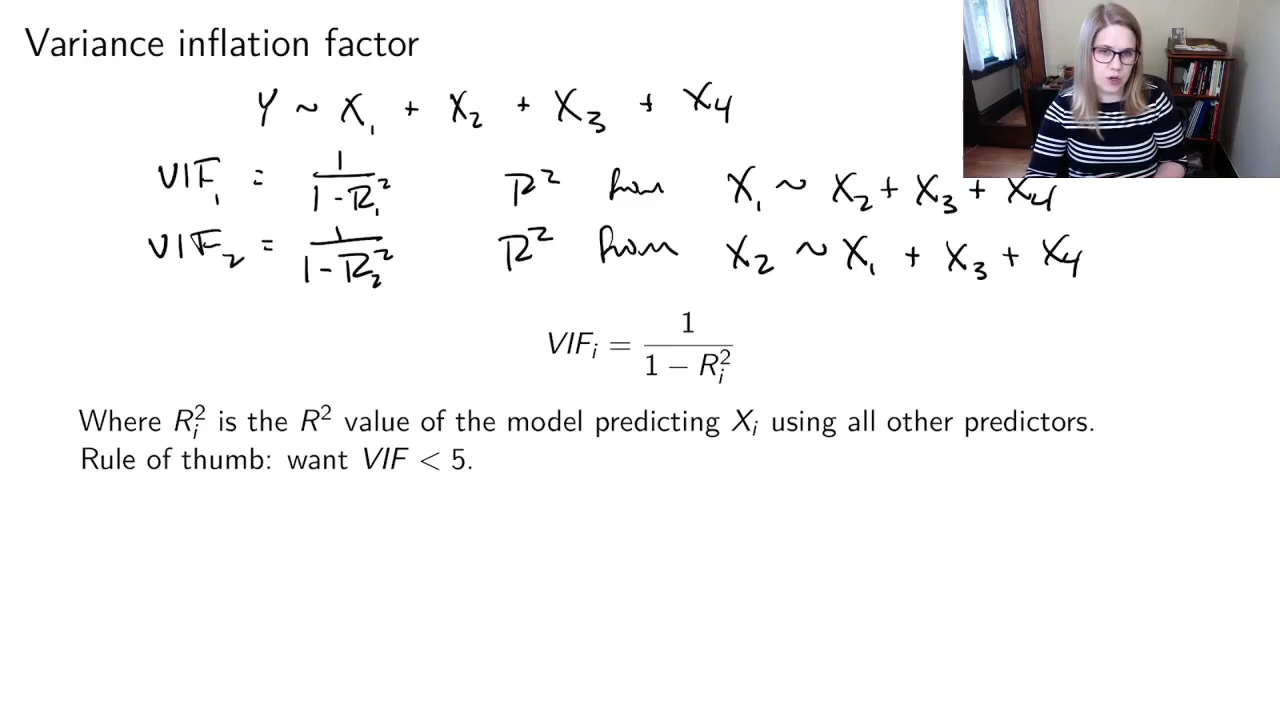 Variance inflation factor
Y ~ X₁ + X₂ + X₃ + X₄
VIF₁ = 1/(1-R₁²) R² from X₁ ~ X₂ + X₃ + X₄
VIF₂ = 1/(1-R₂²) R² from X₂ ~ X₁ + X₃ + X₄
VIFᵢ = 1/(1 − Rᵢ²)
Where Rᵢ² is the R² value of the model predicting Xᵢ using all other predictors.
Rule of thumb: want VIF < 5.